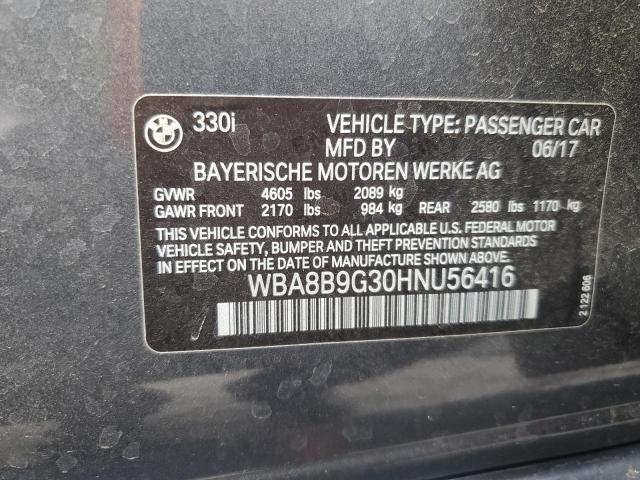 330i VEHICLE TYPE: PASSENGER CAR
MFD BY 06/17
BAYERISCHE MOTOREN WERKE AG
GVWR 4605 lbs 2089 kg
GAWR FRONT 2170 lbs 984 kg REAR 2580 lbs 1170 kg
THIS VEHICLE CONFORMS TO ALL APPLICABLE U.S. FEDERAL MOTOR
VEHICLE SAFETY, BUMPER AND THEFT PREVENTION STANDARDS
IN EFFECT ON THE DATE OF MANUFACTURE SHOWN ABOVE.
WBA8B9G30HNU56416
2 122 606